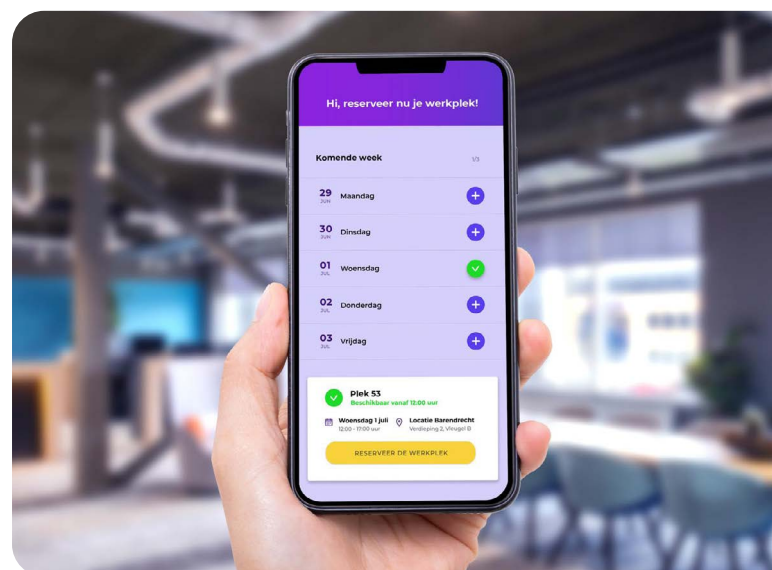 Hi, reserveer nu je werkplek!
Komende week 1/3
29 Maandag
JUN
30 Dinsdag
JUN
01 Woensdag
JUL
02 Donderdag
JUL
03 Vrijdag
JUL
Plek 53
Beschikbaar vanaf 12:00 uur
Woensdag 1 juli Locatie Barendrecht
12:00 - 17:00 uur Verdieping 2, Vleugel B
RESERVEER DE WERKPLEK